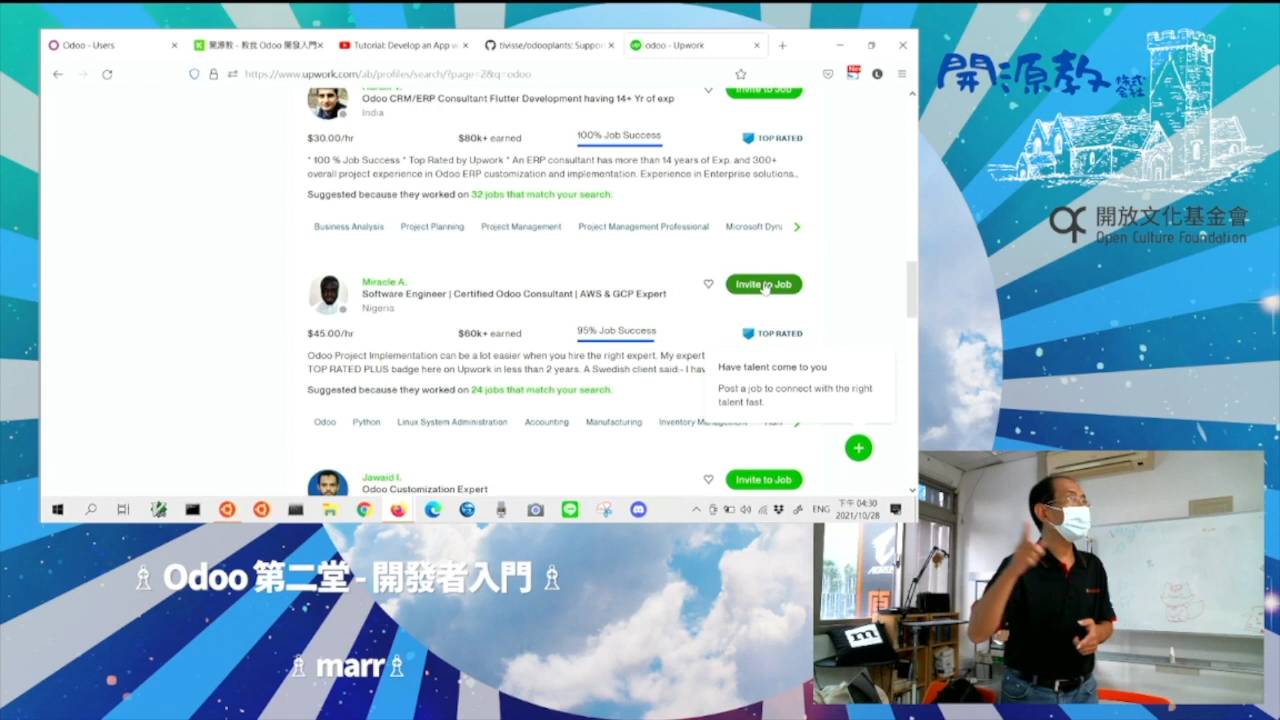 Odoo - Users
開源教 - 教我 Odoo 開發入門
Tutorial: Develop an App w
tivisse/odooplants: Suppor
odoo - Upwork
https://www.upwork.com/ab/profiles/search/?page=2&q=odoo
New
Invite to Job
Odoo CRM/ERP Consultant Flutter Development having 14+ Yr of exp
India
$30.00/hr
$80k+ earned
100% Job Success
TOP RATED
* 100 % Job Success * Top Rated by Upwork * An ERP consultant has more than 14 years of Exp. and 300+
overall project experience in Odoo ERP customization and implementation. Experience in Enterprise solutions...
Suggested because they worked on 32 jobs that match your search.
Business Analysis
Project Planning
Project Management
Project Management Professional
Microsoft Dyna
Miracle A.
Invite to Job
Software Engineer | Certified Odoo Consultant | AWS & GCP Expert
Nigeria
$45.00/hr
$60k+ earned
95% Job Success
TOP RATED
Odoo Project Implementation can be a lot easier when you hire the right expert. My expert
TOP RATED PLUS badge here on Upwork in less than 2 years. A Swedish client said:- I hav
Suggested because they worked on 24 jobs that match your search.
Have talent come to you
Post a job to connect with the right
talent fast.
Odoo
Python
Linux System Administration
Accounting
Manufacturing
Inventory Management
Jawaid I.
Invite to Job
Odoo Customization Expert
ENG
下午 04:30
2021/10/28
開源教
株式
会社
開放文化基金會
Open Culture Foundation
Odoo 第二堂 - 開發者入門
marr
m